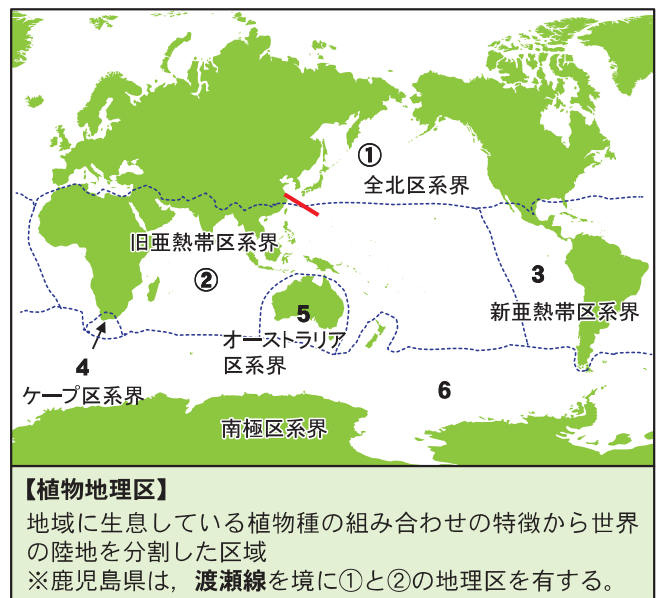 ①
全北区系界
旧亜熱帯区系界
②
3
新亜熱帯区系界
5
オーストラリア
区系界
4
ケープ区系界
6
南極区系界
【植物地理区】
地域に生息している植物種の組み合わせの特徴から世界
の陸地を分割した区域
※鹿児島県は，渡瀬線を境に①と②の地理区を有する。